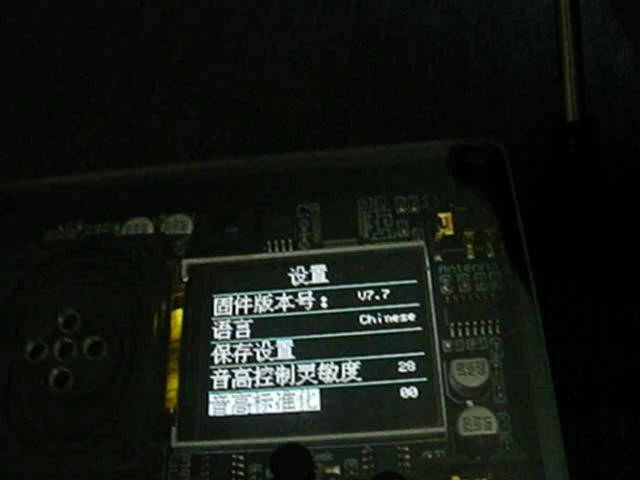 设置
固件版本号： V7.7
语言 Chinese
保存设置
音高控制灵敏度 28
音高标准化 00
Antenna